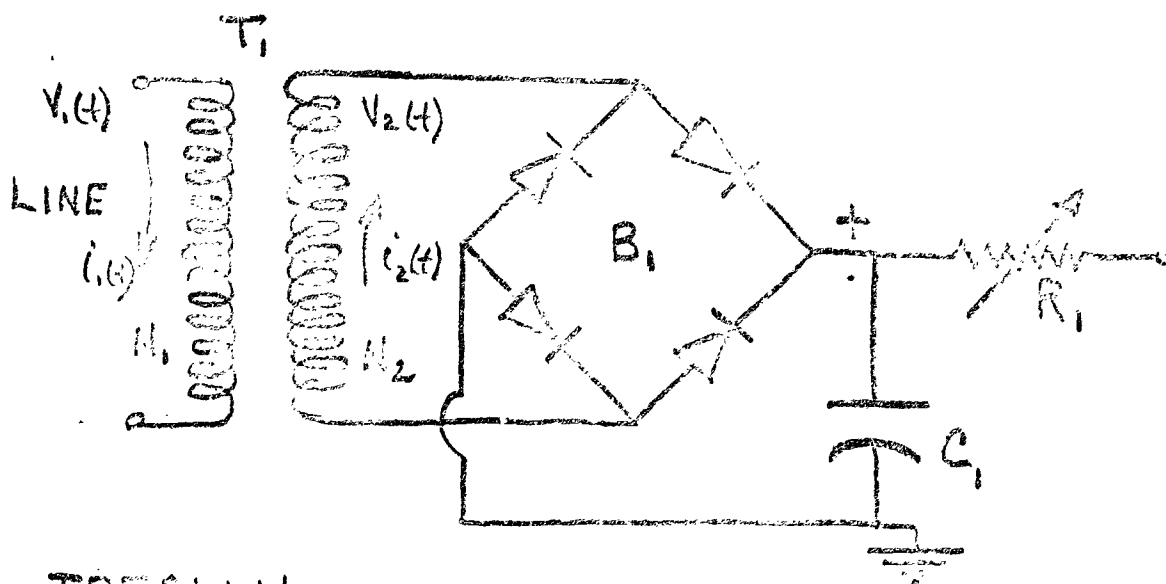 T₁
V₁(t)
V₂(t)
LINE
B₁
+
i₁(t)
i₂(t)
R₁
N₁
N₂
C₁